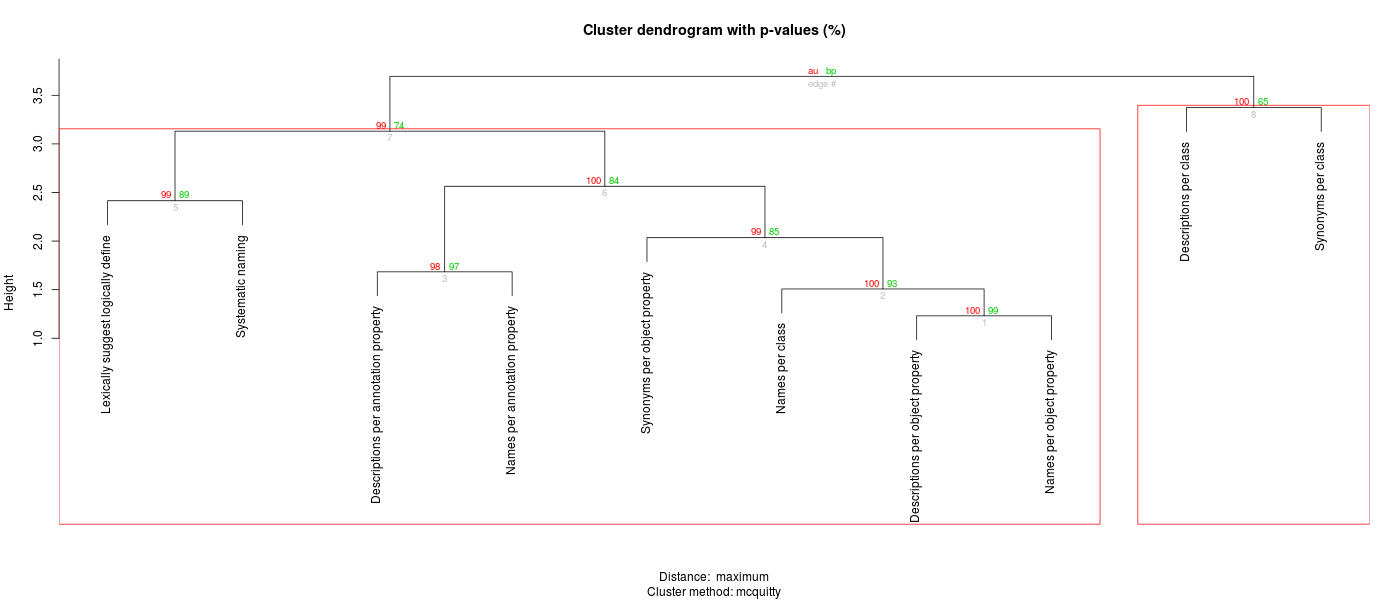 Cluster dendrogram with p-values (%)
au bp
edge #
3.5
3.0
2.5
2.0
1.5
1.0
Height
100 65
8
99 74
7
100 84
6
99 89
5
99 85
4
98 97
3
100 93
2
100 99
1
Lexically suggest logically define
Systematic naming
Descriptions per annotation property
Names per annotation property
Synonyms per object property
Names per class
Descriptions per object property
Names per object property
Descriptions per class
Synonyms per class
Distance: maximum
Cluster method: mcquitty